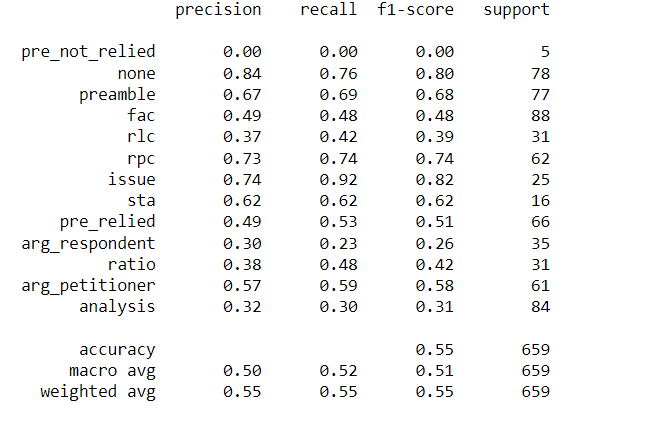 precision recall f1-score support
pre_not_relied 0.00 0.00 0.00 5
none 0.84 0.76 0.80 78
preamble 0.67 0.69 0.68 77
fac 0.49 0.48 0.48 88
rlc 0.37 0.42 0.39 31
rpc 0.73 0.74 0.74 62
issue 0.74 0.92 0.82 25
sta 0.62 0.62 0.62 16
pre_relied 0.49 0.53 0.51 66
arg_respondent 0.30 0.23 0.26 35
ratio 0.38 0.48 0.42 31
arg_petitioner 0.57 0.59 0.58 61
analysis 0.32 0.30 0.31 84
accuracy 0.55 659
macro avg 0.50 0.52 0.51 659
weighted avg 0.55 0.55 0.55 659